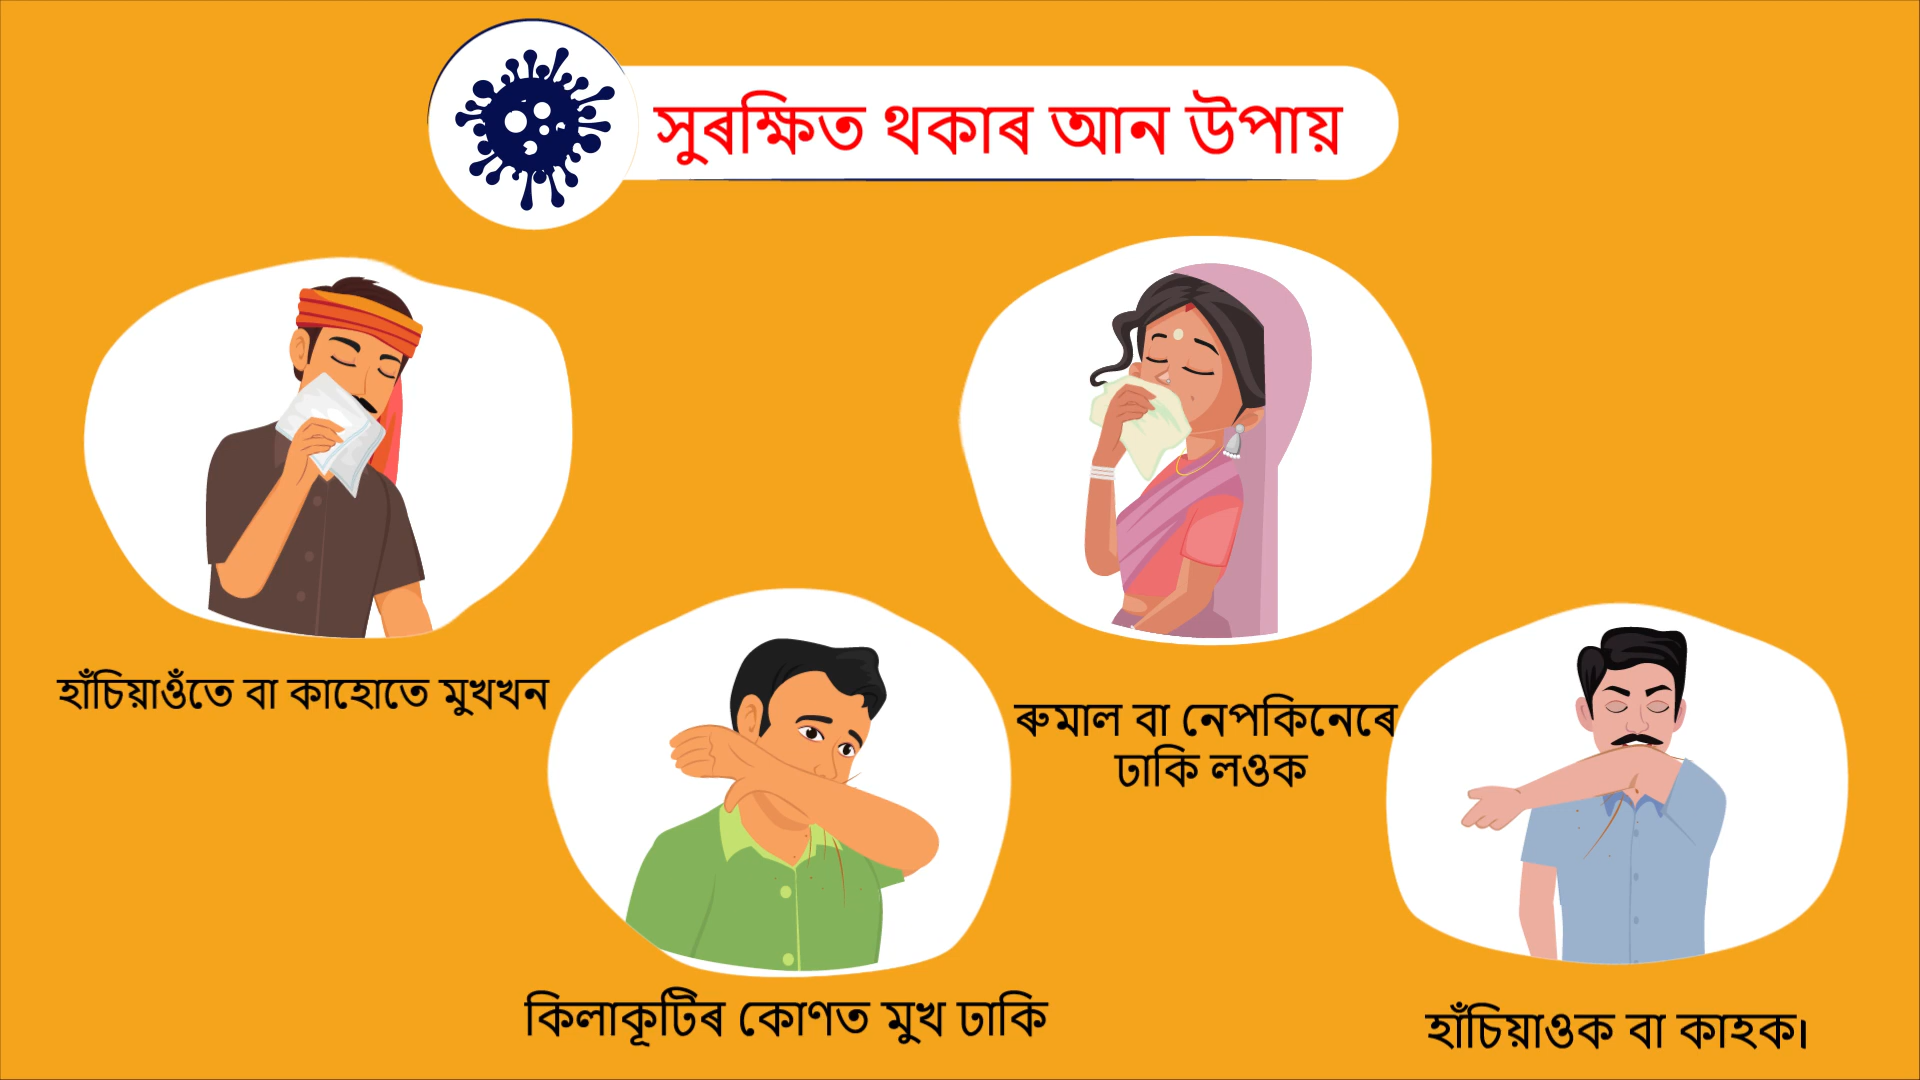 সুৰক্ষিত থকাৰ আন উপায়
হাঁচিয়াওঁতে বা কাহোতে মুখখন
ৰুমাল বা নেপকিনেৰে
ঢাকি লওক
কিলাকূটিৰ কোণত মুখ ঢাকি
হাঁচিয়াওক বা কাহক।